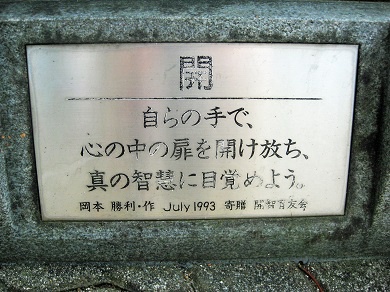 開
自らの手で、
心の中の扉を開け放ち、
真の智慧に目覚めよう。
岡本 勝利・作 July 1993 寄贈 開智育友会